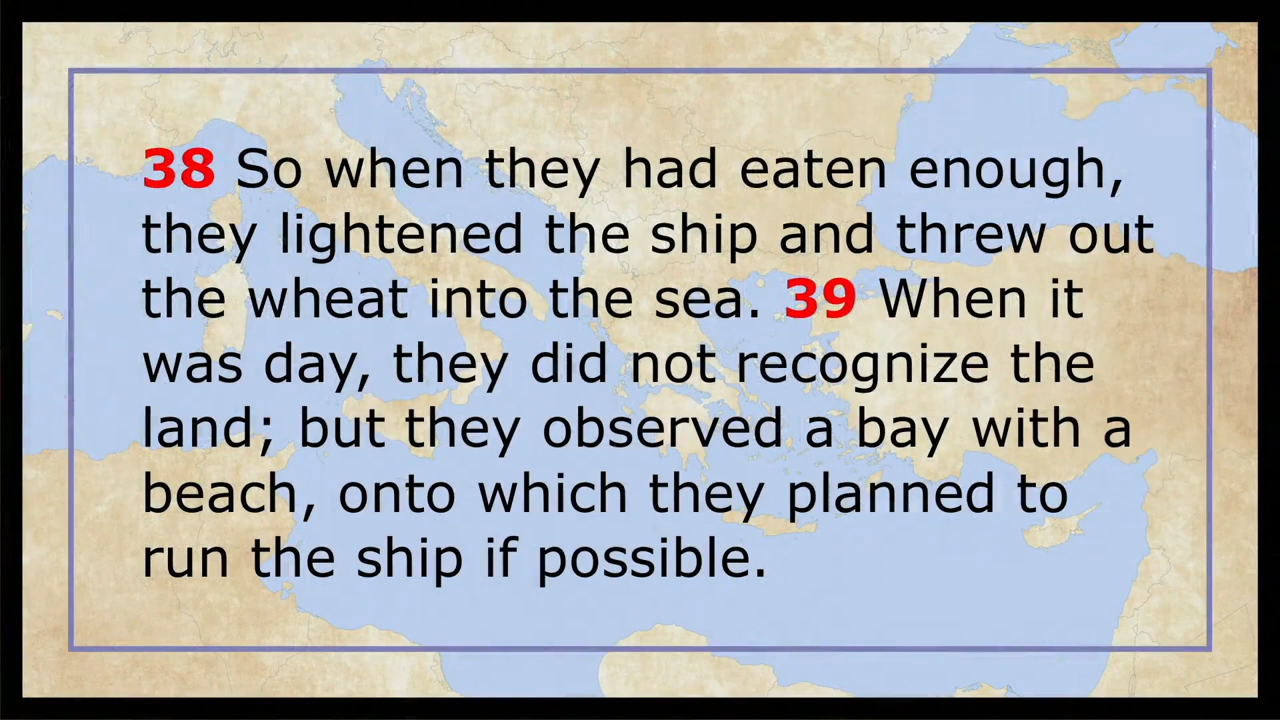 38 So when they had eaten enough,
they lightened the ship and threw out
the wheat into the sea. 39 When it
was day, they did not recognize the
land; but they observed a bay with a
beach, onto which they planned to
run the ship if possible.